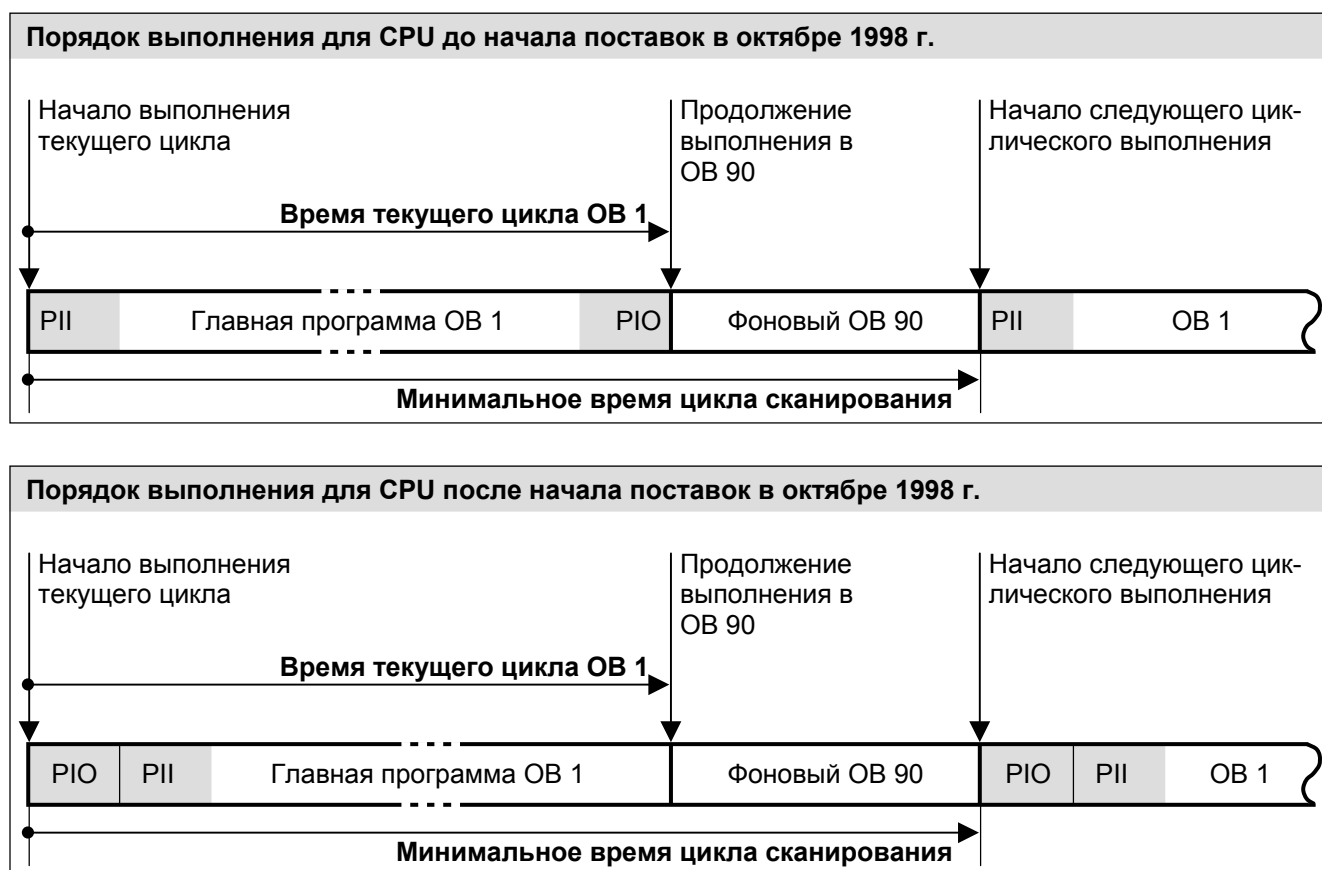 Порядок выполнения для CPU до начала поставок в октябре 1998 г.
Начало выполнения
текущего цикла
Продолжение
выполнения в
OB 90
Начало следующего цик-
лического выполнения
Время текущего цикла OB 1
PII
Главная программа OB 1
PIO
Фоновый OB 90
PII
OB 1
Минимальное время цикла сканирования
Порядок выполнения для CPU после начала поставок в октябре 1998 г.
Начало выполнения
текущего цикла
Продолжение
выполнения в
OB 90
Начало следующего цик-
лического выполнения
Время текущего цикла OB 1
PIO
PII
Главная программа OB 1
Фоновый OB 90
PIO
PII
OB 1
Минимальное время цикла сканирования